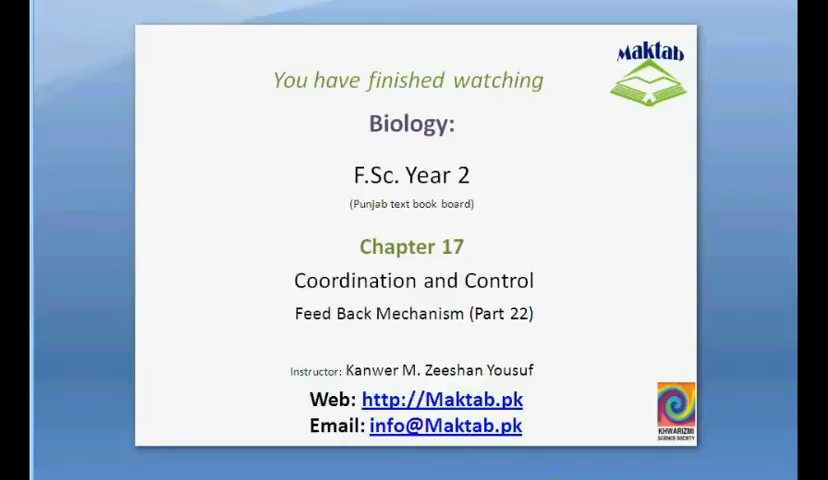 Maktab
You have finished watching
Biology:
F.Sc. Year 2
(Punjab text book board)
Chapter 17
Coordination and Control
Feed Back Mechanism (Part 22)
Instructor: Kanwer M. Zeeshan Yousuf
Web: http://Maktab.pk
Email: info@Maktab.pk
KHWARIZMI
SCIENCE SOCIETY